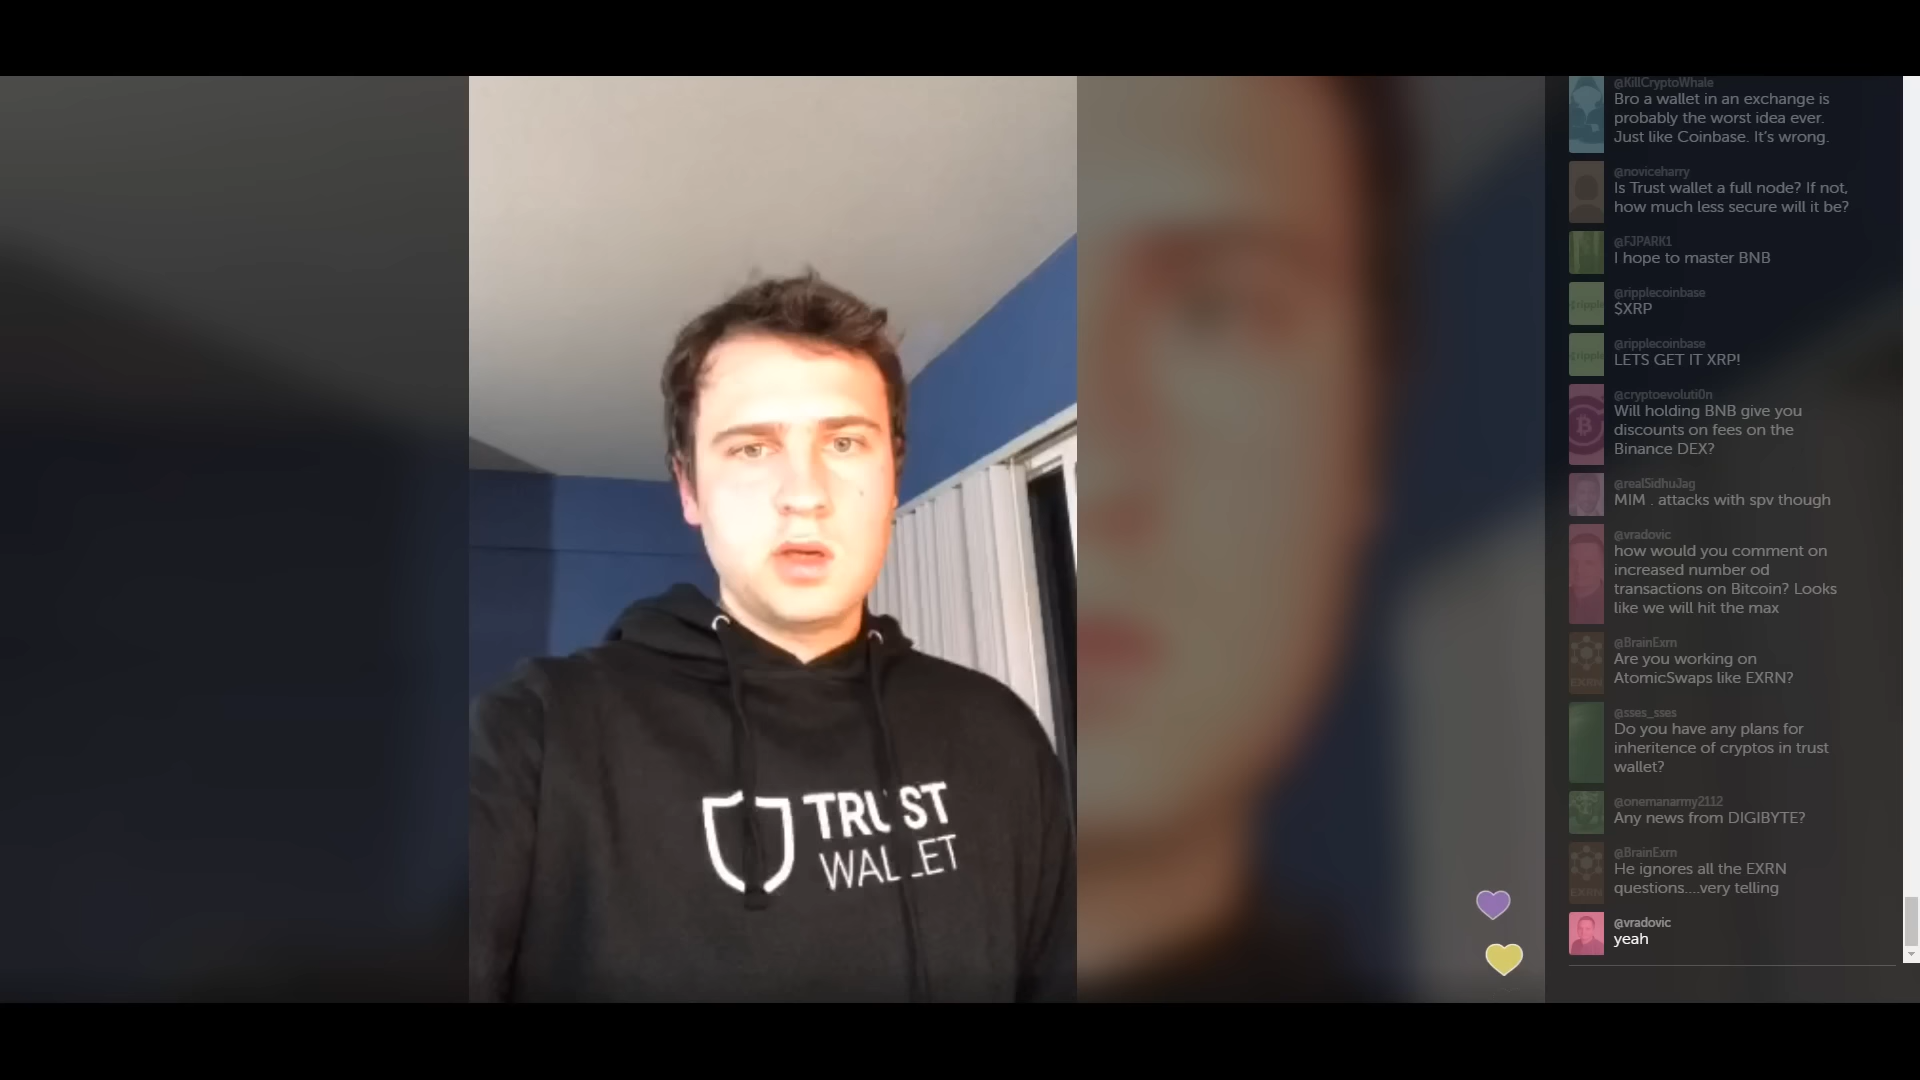 TRUST
WALLET
@KillCryptoWhale
Bro a wallet in an exchange is
probably the worst idea ever.
Just like Coinbase. It's wrong.
@noviceharry
Is Trust wallet a full node? If not,
how much less secure will it be?
@FJPARK1
I hope to master BNB
@ripplecoinbase
$XRP
@ripplecoinbase
LETS GET IT XRP!
@cryptoevoluti0n
Will holding BNB give you
discounts on fees on the
Binance DEX?
@realSidhuJag
MIM . attacks with spv though
@vradovic
how would you comment on
increased number od
transactions on Bitcoin? Looks
like we will hit the max
@BrainExrn
Are you working on
AtomicSwaps like EXRN?
EXRN
@sses_sses
Do you have any plans for
inheritence of cryptos in trust
wallet?
@onemanarmy2112
Any news from DIGIBYTE?
@BrainExrn
He ignores all the EXRN
questions....very telling
EXRN
@vradovic
yeah